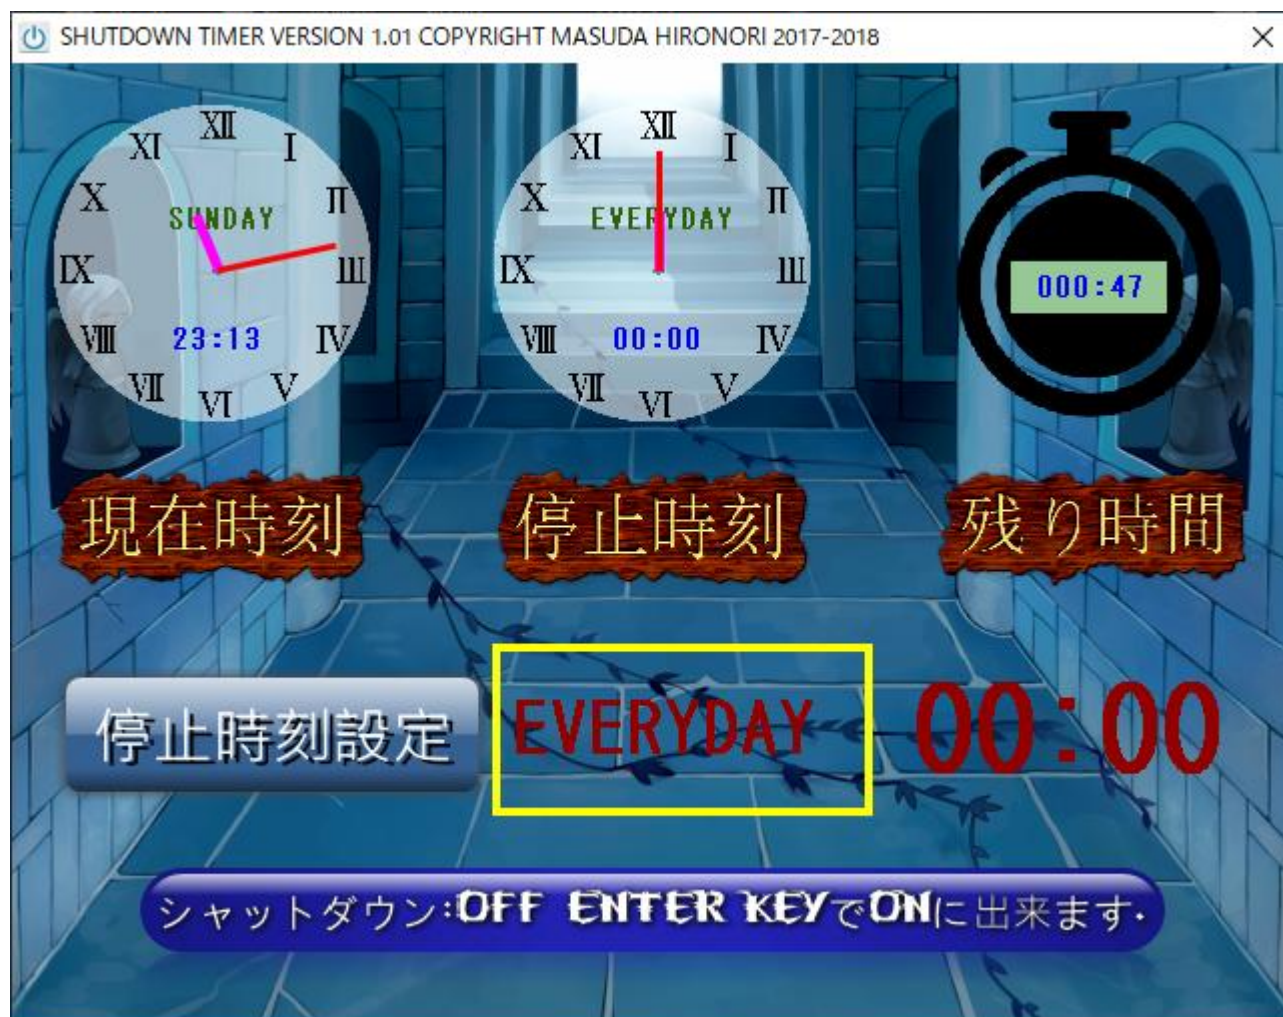 SHUTDOWN TIMER VERSION 1.01 COPYRIGHT MASUDA HIRONORI 2017-2018
XII
XI
I
X
II
SUNDAY
IX
III
23:13
VIII
IV
VII
V
VI
XII
XI
I
X
II
EVERYDAY
IX
III
00:00
VIII
IV
VII
V
VI
000:47
現在時刻
停止時刻
残り時間
停止時刻設定
EVERYDAY
00:00
シャットダウン:OFF ENTER KEYでONに出来ます.